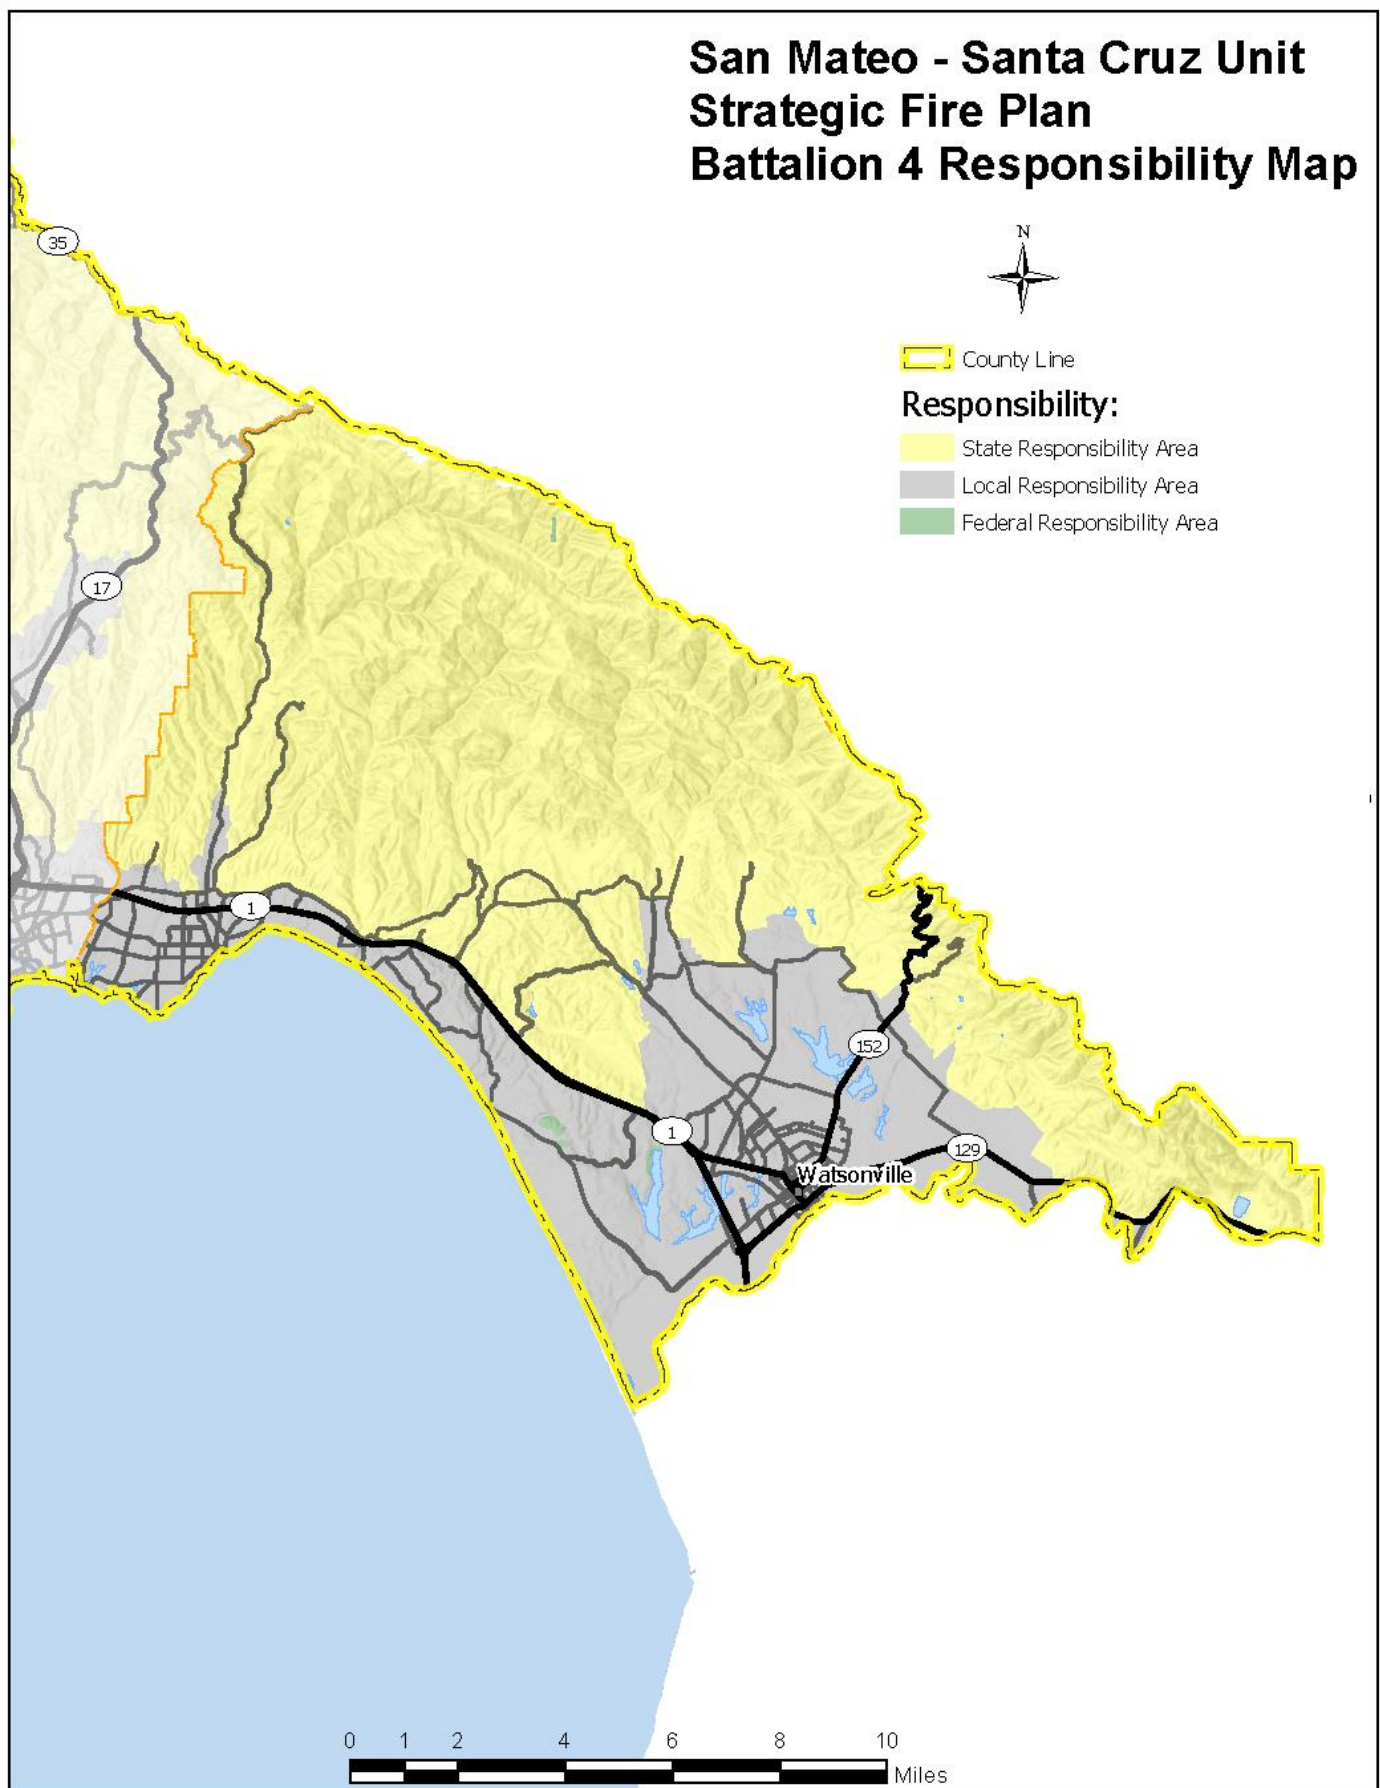 San Mateo - Santa Cruz Unit
Strategic Fire Plan
Battalion 4 Responsibility Map
N
35
County Line
Responsibility:
State Responsibility Area
Local Responsibility Area
Federal Responsibility Area
17
1
152
1
129
Watsonville
0 1 2 4 6 8 10
Miles